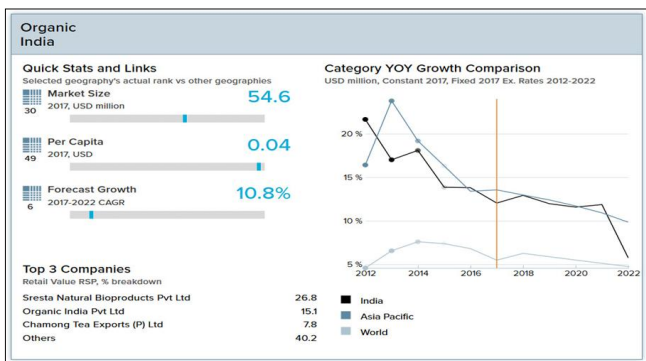 Organic
India
Quick Stats and Links
Selected geography's actual rank vs other geographies
Market Size
2017, USD million
54.6
30
Per Capita
2017, USD
0.04
49
Forecast Growth
2017-2022 CAGR
10.8%
6
Top 3 Companies
Retail Value RSP, % breakdown
Sresta Natural Bioproducts Pvt Ltd 26.8
Organic India Pvt Ltd 15.1
Chamong Tea Exports (P) Ltd 7.8
Others 40.2
Category YOY Growth Comparison
USD million, Constant 2017, Fixed 2017 Ex. Rates 2012-2022
20 %
15 %
10 %
5 %
2012 2014 2016 2018 2020 2022
India
Asia Pacific
World